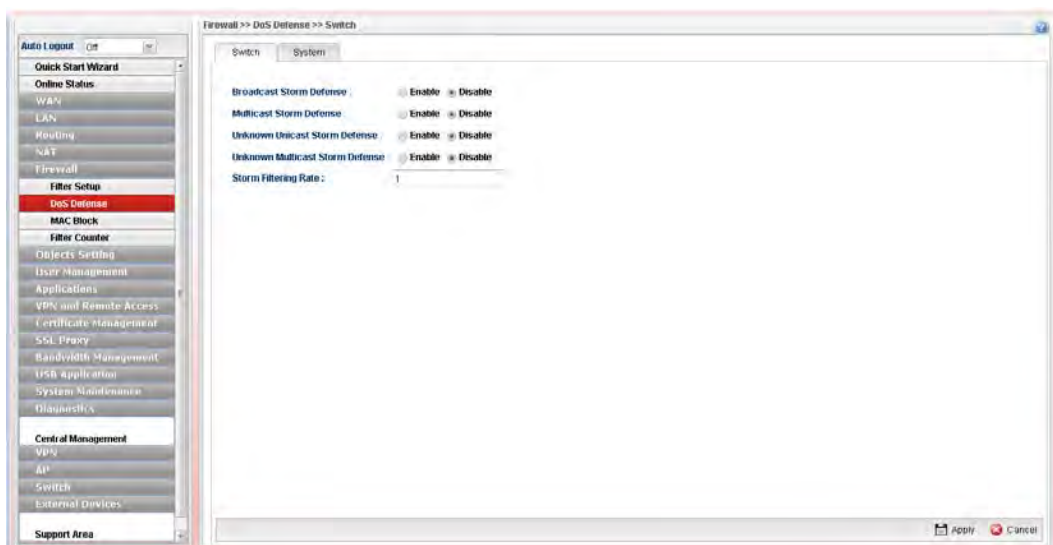 Firewall >> DoS Defense >> Switch
Auto Logout Off
Quick Start Wizard
Online Status
WAN
LAN
Routing
NAT
Firewall
Filter Setup
DoS Defense
MAC Block
Filter Counter
Objects Setting
User Management
Applications
VPN and Remote Access
Certificate Management
SSL Proxy
Bandwidth Management
USB Application
System Maintenance
Diagnostics
Central Management
VPN
AP
Switch
External Devices
Support Area
Switch System
Broadcast Storm Defense : Enable Disable
Multicast Storm Defense Enable Disable
Unknown Unicast Storm Defense Enable Disable
Unknown Multicast Storm Defense Enable Disable
Storm Filtering Rate : 1
Apply Cancel